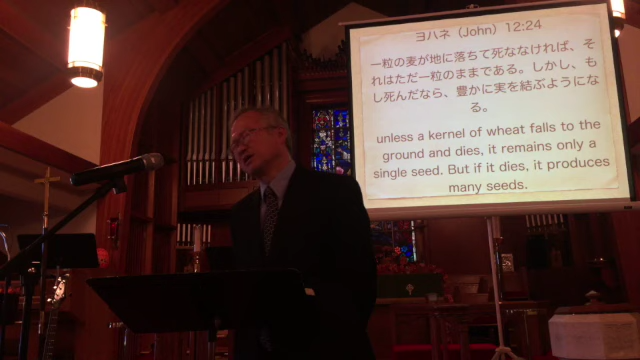 ヨハネ（John）12:24
一粒の麦が地に落ちて死ななければ、そ
れはただ一粒のままである。しかし、も
し死んだなら、豊かに実を結ぶようにな
る。
unless a kernel of wheat falls to the
ground and dies, it remains only a
single seed. But if it dies, it produces
many seeds.